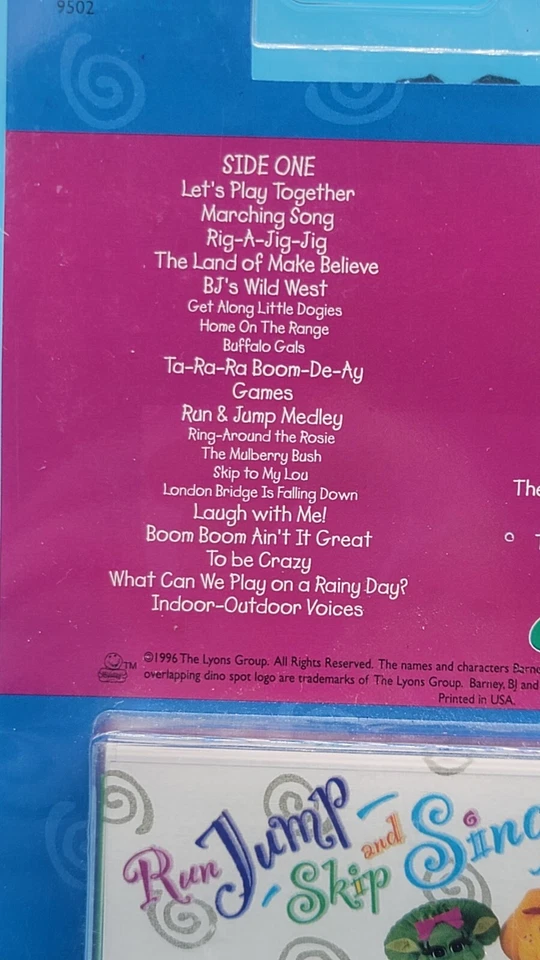 9502
SIDE ONE
Let's Play Together
Marching Song
Rig-A-Jig-Jig
The Land of Make Believe
BJ's Wild West
Get Along Little Dogies
Home On The Range
Buffalo Gals
Ta-Ra-Ra Boom-De-Ay
Games
Run & Jump Medley
Ring-Around the Rosie
The Mulberry Bush
Skip to My Lou
London Bridge Is Falling Down
Laugh with Me!
Boom Boom Ain't It Great
To be Crazy
What Can We Play on a Rainy Day?
Indoor-Outdoor Voices
The
TM
©1996 The Lyons Group. All Rights Reserved. The names and characters
overlapping dino spot logo are trademarks of The Lyons Group. Barney, BJ and
Printed in USA.
Run Jump and Skip Sing